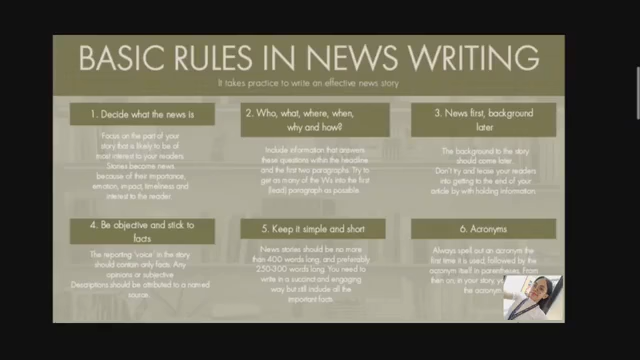 BASIC RULES IN NEWS WRITING
It takes practice to write an effective news story
1. Decide what the news is
Focus on the part of your
story that is likely to be of
most interest to your readers.
Stories become news
because of their importance,
emotion, impact, timeliness and
interest to the reader.
2. Who, what, where, when,
why and how?
Include information that answers
these questions within the headline
and the first two paragraphs. Try to
get as many of the Ws into the first
(lead) paragraph as possible.
3. News first, background
later
The background to the story
should come later.
Don't try and tease your readers
into getting to the end of your
article by with holding information.
4. Be objective and stick to
facts
The reporting 'voice' in the story
should contain only facts. Any
opinions or subjective
Descriptions should be attributed to a named
source.
5. Keep it simple and short
News stories should be no more
than 400 words long, and preferably
250-300 words long. You need to
write in a succinct and engaging
way but still include all the
important facts.
6. Acronyms
Always spell out an acronym the
first time it is used, followed by the
acronym itself in parentheses. From
then on, in your story,
the acronym